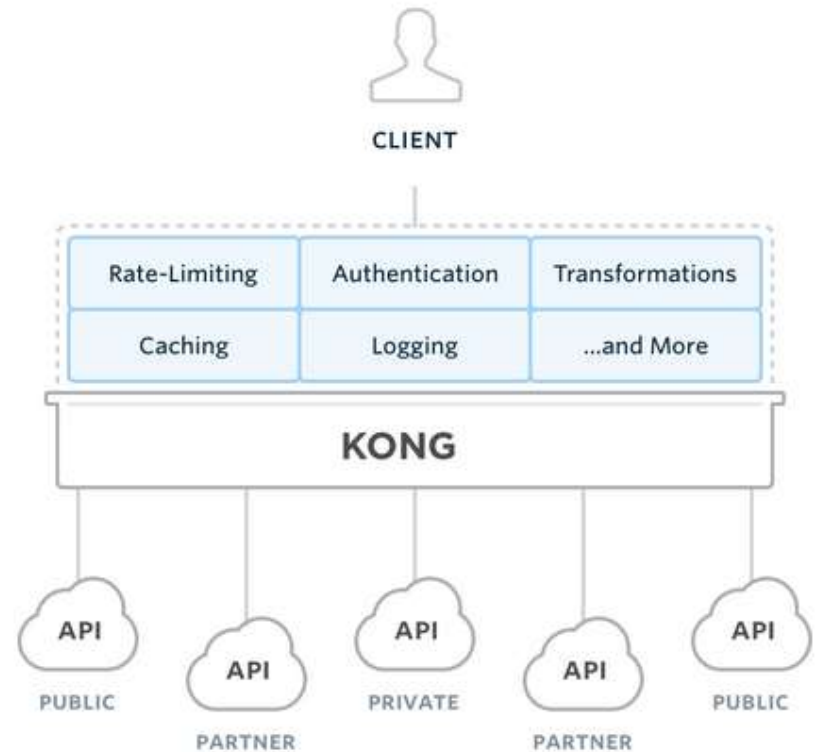 CLIENT
Rate-Limiting Authentication Transformations
Caching Logging ...and More
KONG
API API API
API API
PUBLIC PRIVATE PUBLIC
PARTNER PARTNER